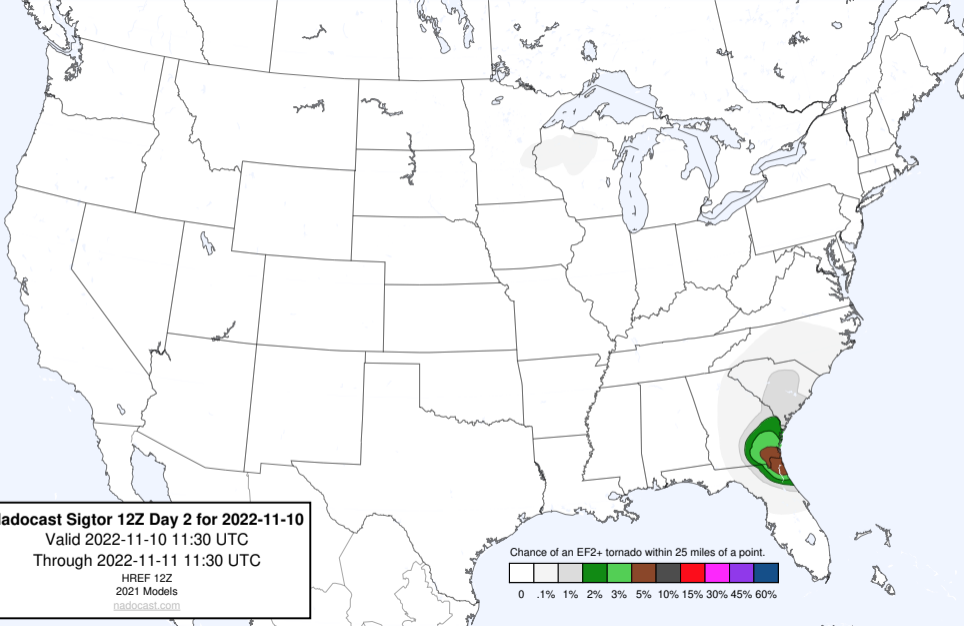 adocast Sigtor 12Z Day 2 for 2022-11-10
Valid 2022-11-10 11:30 UTC
Through 2022-11-11 11:30 UTC
HREF 12Z
2021 Models
nadocast.com
Chance of an EF2+ tornado within 25 miles of a point.
0 .1% 1% 2% 3% 5% 10% 15% 30% 45% 60%